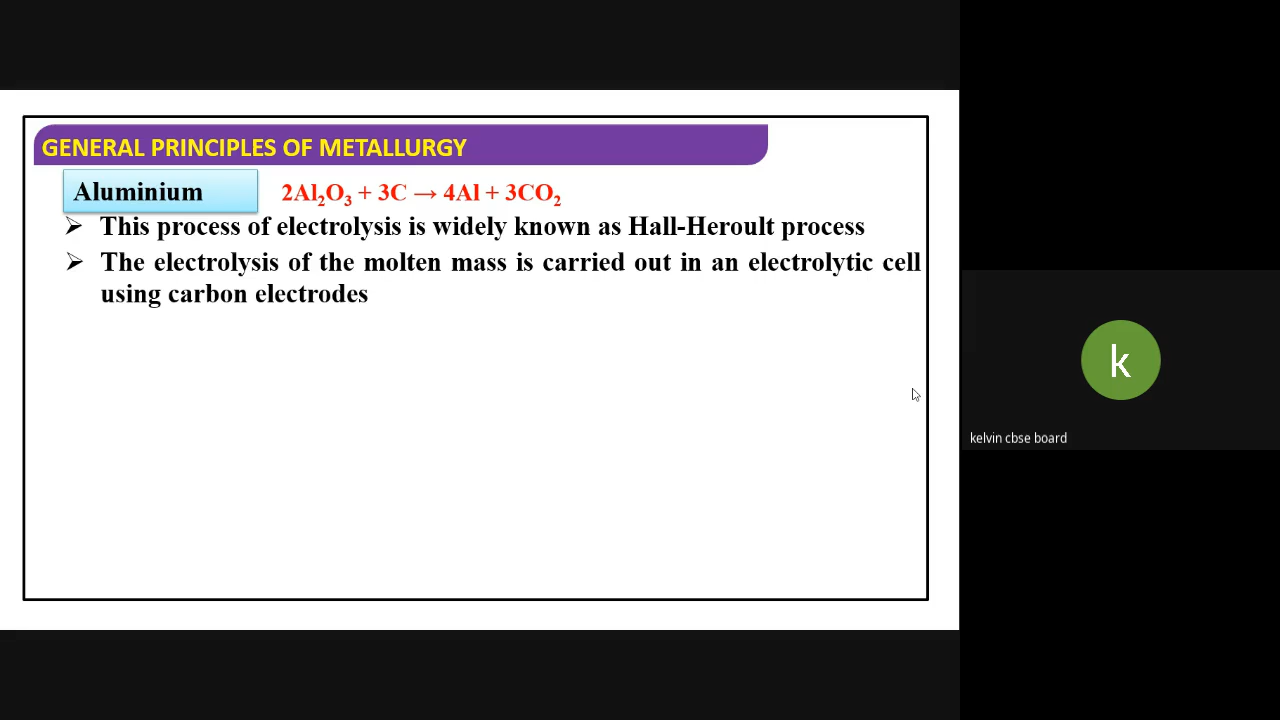 GENERAL PRINCIPLES OF METALLURGY
Aluminium 2Al₂O₃ + 3C → 4Al + 3CO₂
➢ This process of electrolysis is widely known as Hall-Heroult process
➢ The electrolysis of the molten mass is carried out in an electrolytic cell
using carbon electrodes
k
kelvin cbse board